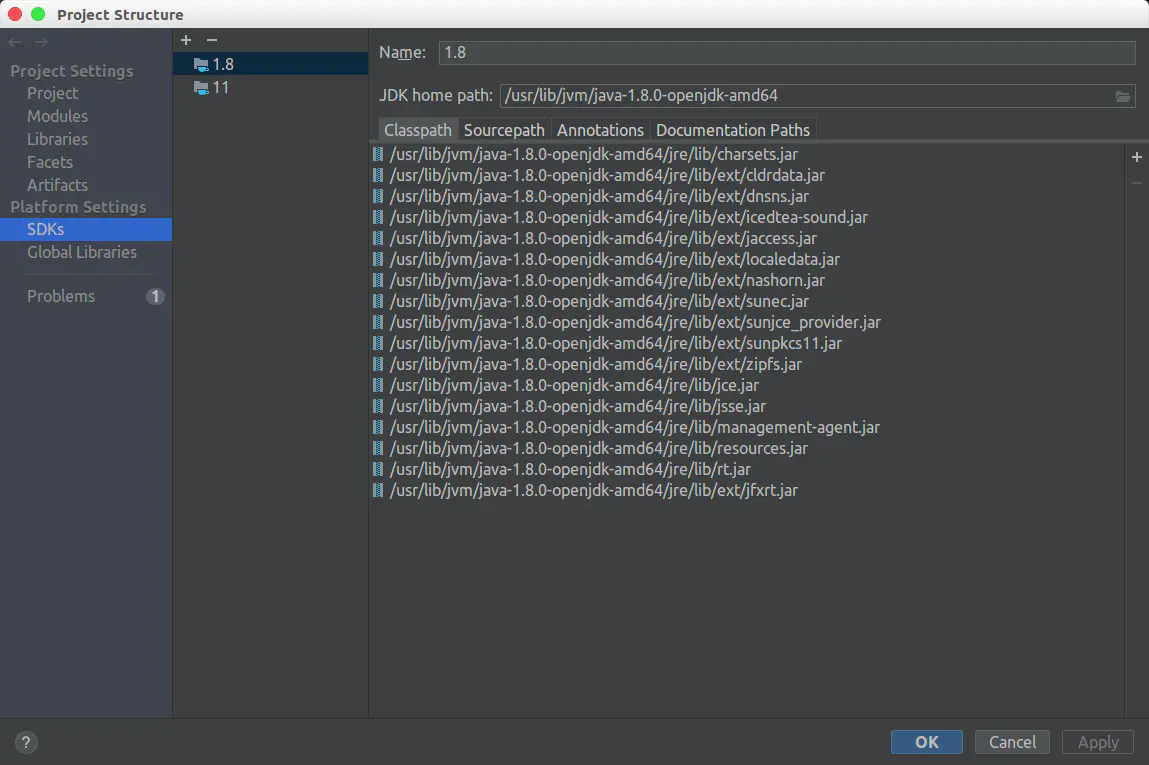 Project Structure
Project Settings
Project
Modules
Libraries
Facets
Artifacts
Platform Settings
SDKs
Global Libraries
Problems 1
1.8
11
Name: 1.8
JDK home path: /usr/lib/jvm/java-1.8.0-openjdk-amd64
Classpath Sourcepath Annotations Documentation Paths
/usr/lib/jvm/java-1.8.0-openjdk-amd64/jre/lib/charsets.jar
/usr/lib/jvm/java-1.8.0-openjdk-amd64/jre/lib/ext/cldrdata.jar
/usr/lib/jvm/java-1.8.0-openjdk-amd64/jre/lib/ext/dnsns.jar
/usr/lib/jvm/java-1.8.0-openjdk-amd64/jre/lib/ext/icedtea-sound.jar
/usr/lib/jvm/java-1.8.0-openjdk-amd64/jre/lib/ext/jaccess.jar
/usr/lib/jvm/java-1.8.0-openjdk-amd64/jre/lib/ext/localedata.jar
/usr/lib/jvm/java-1.8.0-openjdk-amd64/jre/lib/ext/nashorn.jar
/usr/lib/jvm/java-1.8.0-openjdk-amd64/jre/lib/ext/sunec.jar
/usr/lib/jvm/java-1.8.0-openjdk-amd64/jre/lib/ext/sunjce_provider.jar
/usr/lib/jvm/java-1.8.0-openjdk-amd64/jre/lib/ext/sunpkcs11.jar
/usr/lib/jvm/java-1.8.0-openjdk-amd64/jre/lib/ext/zipfs.jar
/usr/lib/jvm/java-1.8.0-openjdk-amd64/jre/lib/jce.jar
/usr/lib/jvm/java-1.8.0-openjdk-amd64/jre/lib/jsse.jar
/usr/lib/jvm/java-1.8.0-openjdk-amd64/jre/lib/management-agent.jar
/usr/lib/jvm/java-1.8.0-openjdk-amd64/jre/lib/resources.jar
/usr/lib/jvm/java-1.8.0-openjdk-amd64/jre/lib/rt.jar
/usr/lib/jvm/java-1.8.0-openjdk-amd64/jre/lib/ext/jfxrt.jar
? OK Cancel Apply